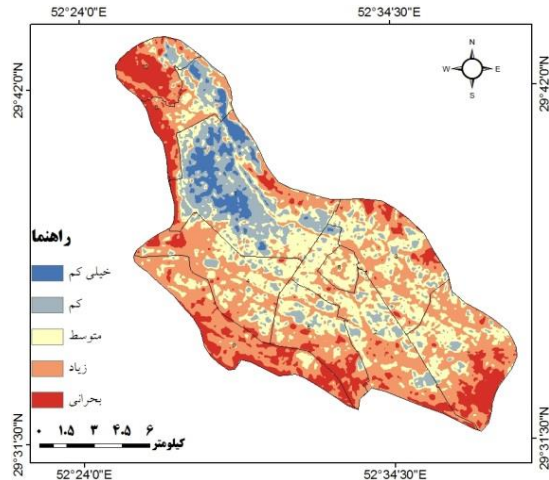 52°24'0"E 52°34'30"E
29°42'0"N
29°42'0"N
N
W E
S
راهنما
خیلی کم
کم
متوسط
زیاد
بحرانی
۰ ۱.۵ ۳ ۴.۵ ۶
کیلومتر
29°31'30"N
29°31'30"N
52°24'0"E 52°34'30"E